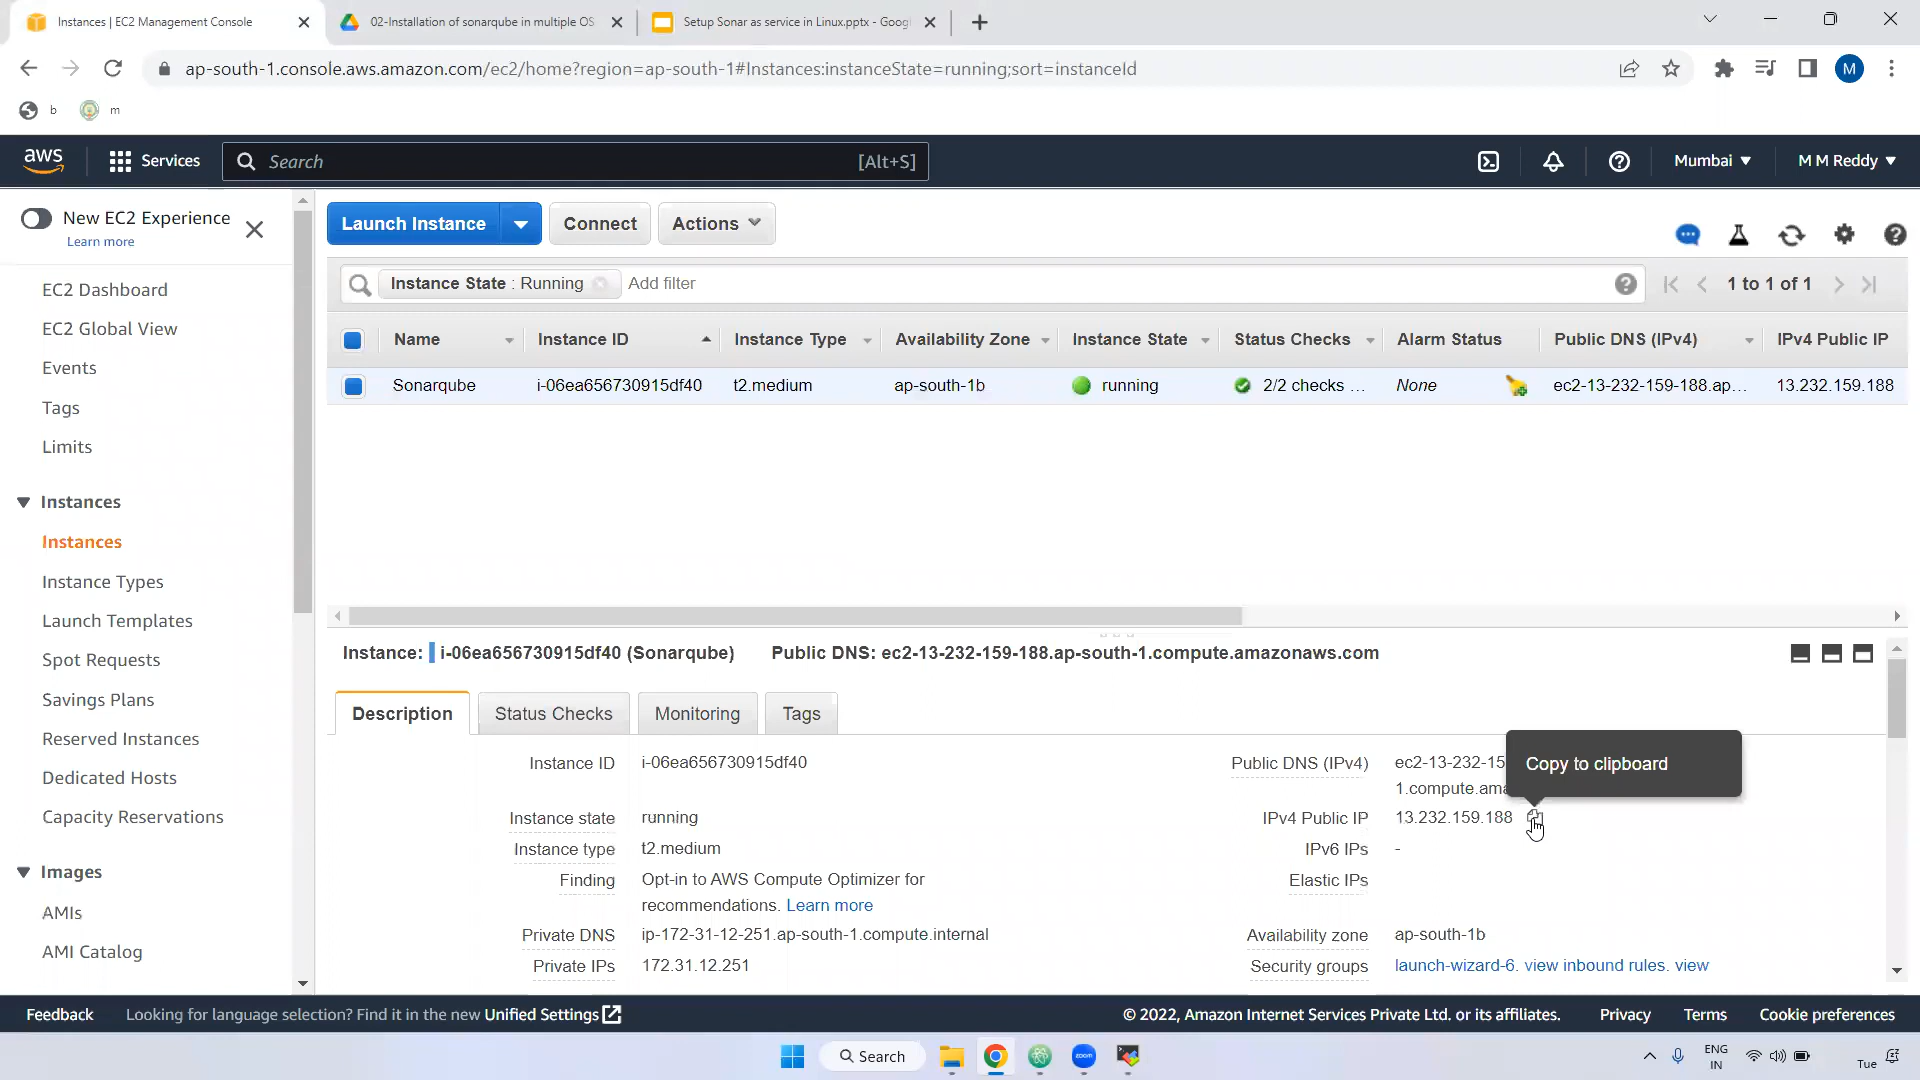 Instances | EC2 Management Console
02-Installation of sonarqube in multiple OS
Setup Sonar as service in Linux.pptx - Googl
ap-south-1.console.aws.amazon.com/ec2/home?region=ap-south-1#Instances:instanceState=running;sort=instanceId
M
b
m
aws
Services
Search
[Alt+S]
Mumbai
M M Reddy
New EC2 Experience
Learn more
EC2 Dashboard
EC2 Global View
Events
Tags
Limits
Instances
Instances
Instance Types
Launch Templates
Spot Requests
Savings Plans
Reserved Instances
Dedicated Hosts
Capacity Reservations
Images
AMIs
AMI Catalog
Launch Instance
Connect
Actions
Instance State : Running
Add filter
1 to 1 of 1
Name
Instance ID
Instance Type
Availability Zone
Instance State
Status Checks
Alarm Status
Public DNS (IPv4)
IPv4 Public IP
Sonarqube
i-06ea656730915df40
t2.medium
ap-south-1b
running
2/2 checks ...
None
ec2-13-232-159-188.ap...
13.232.159.188
Instance: i-06ea656730915df40 (Sonarqube)
Public DNS: ec2-13-232-159-188.ap-south-1.compute.amazonaws.com
Description
Status Checks
Monitoring
Tags
Instance ID
i-06ea656730915df40
Public DNS (IPv4)
ec2-13-232-15
1.compute.ama
Copy to clipboard
Instance state
running
IPv4 Public IP
13.232.159.188
Instance type
t2.medium
IPv6 IPs
-
Finding
Opt-in to AWS Compute Optimizer for
recommendations. Learn more
Elastic IPs
Private DNS
ip-172-31-12-251.ap-south-1.compute.internal
Availability zone
ap-south-1b
Private IPs
172.31.12.251
Security groups
launch-wizard-6. view inbound rules. view
Feedback
Looking for language selection? Find it in the new Unified Settings
© 2022, Amazon Internet Services Private Ltd. or its affiliates.
Privacy
Terms
Cookie preferences
Search
zoom
ENG
IN
Tue